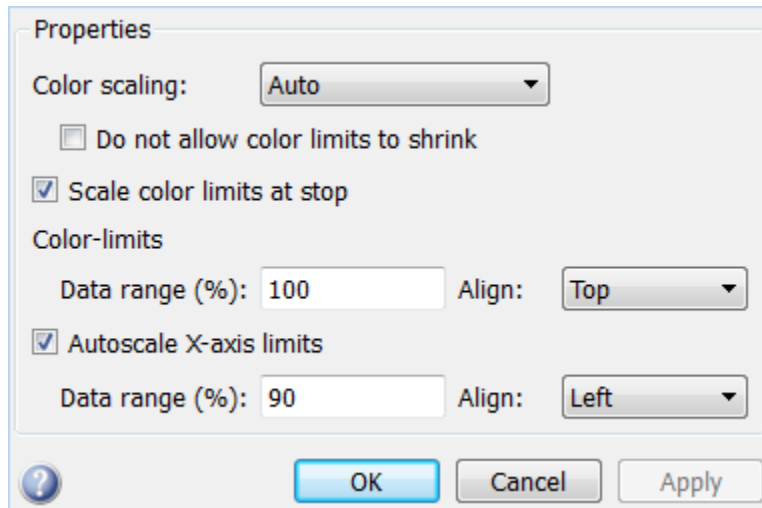 Properties
Color scaling: Auto
Do not allow color limits to shrink
Scale color limits at stop
Color-limits
Data range (%): 100 Align: Top
Autoscale X-axis limits
Data range (%): 90 Align: Left
? OK Cancel Apply